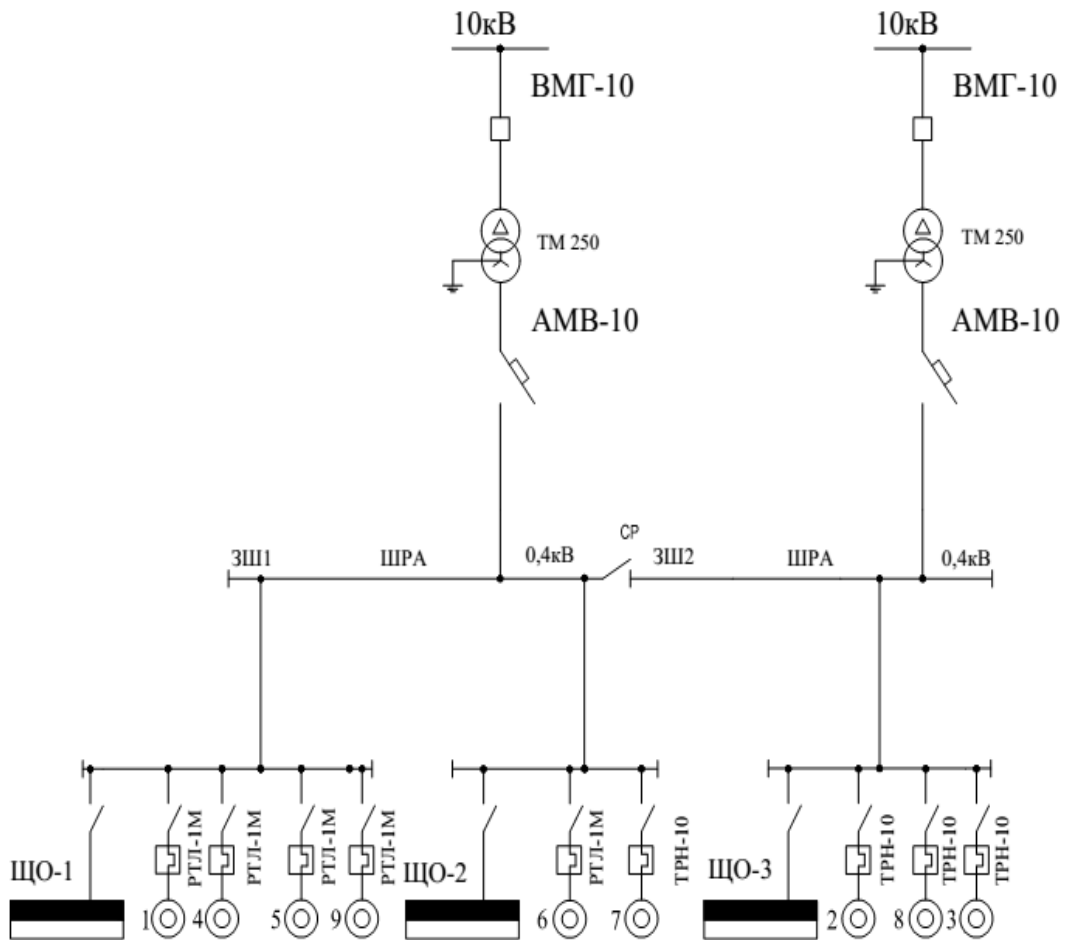 10кВ 10кВ
ВМГ-10 ВМГ-10
ТМ 250 ТМ 250
АМВ-10 АМВ-10
СР
ЗШ1 ШРА 0,4кВ ЗШ2 ШРА 0,4кВ
РТЛ-1М РТЛ-1М РТЛ-1М РТЛ-1М РТЛ-1М ТРН-10 ТРН-10 ТРН-10 ТРН-10
ЩО-1 ЩО-2 ЩО-3
1 4 5 9 6 7 2 8 3